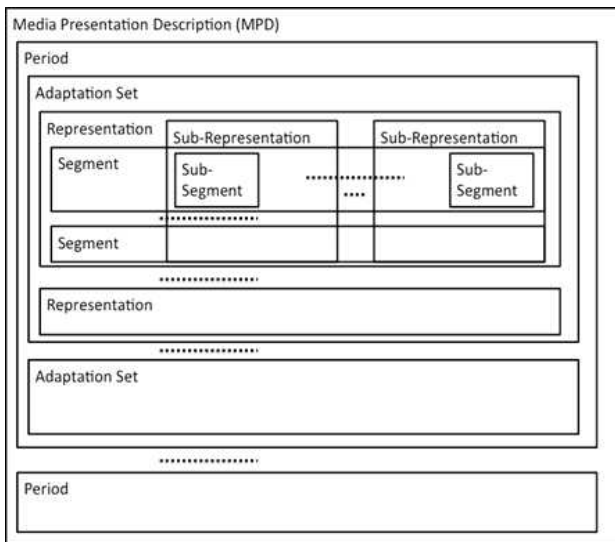 Media Presentation Description (MPD)
Period
Adaptation Set
Representation
Sub-Representation
Sub-Representation
Segment
Sub-
Segment
Sub-
Segment
Segment
Representation
Adaptation Set
Period